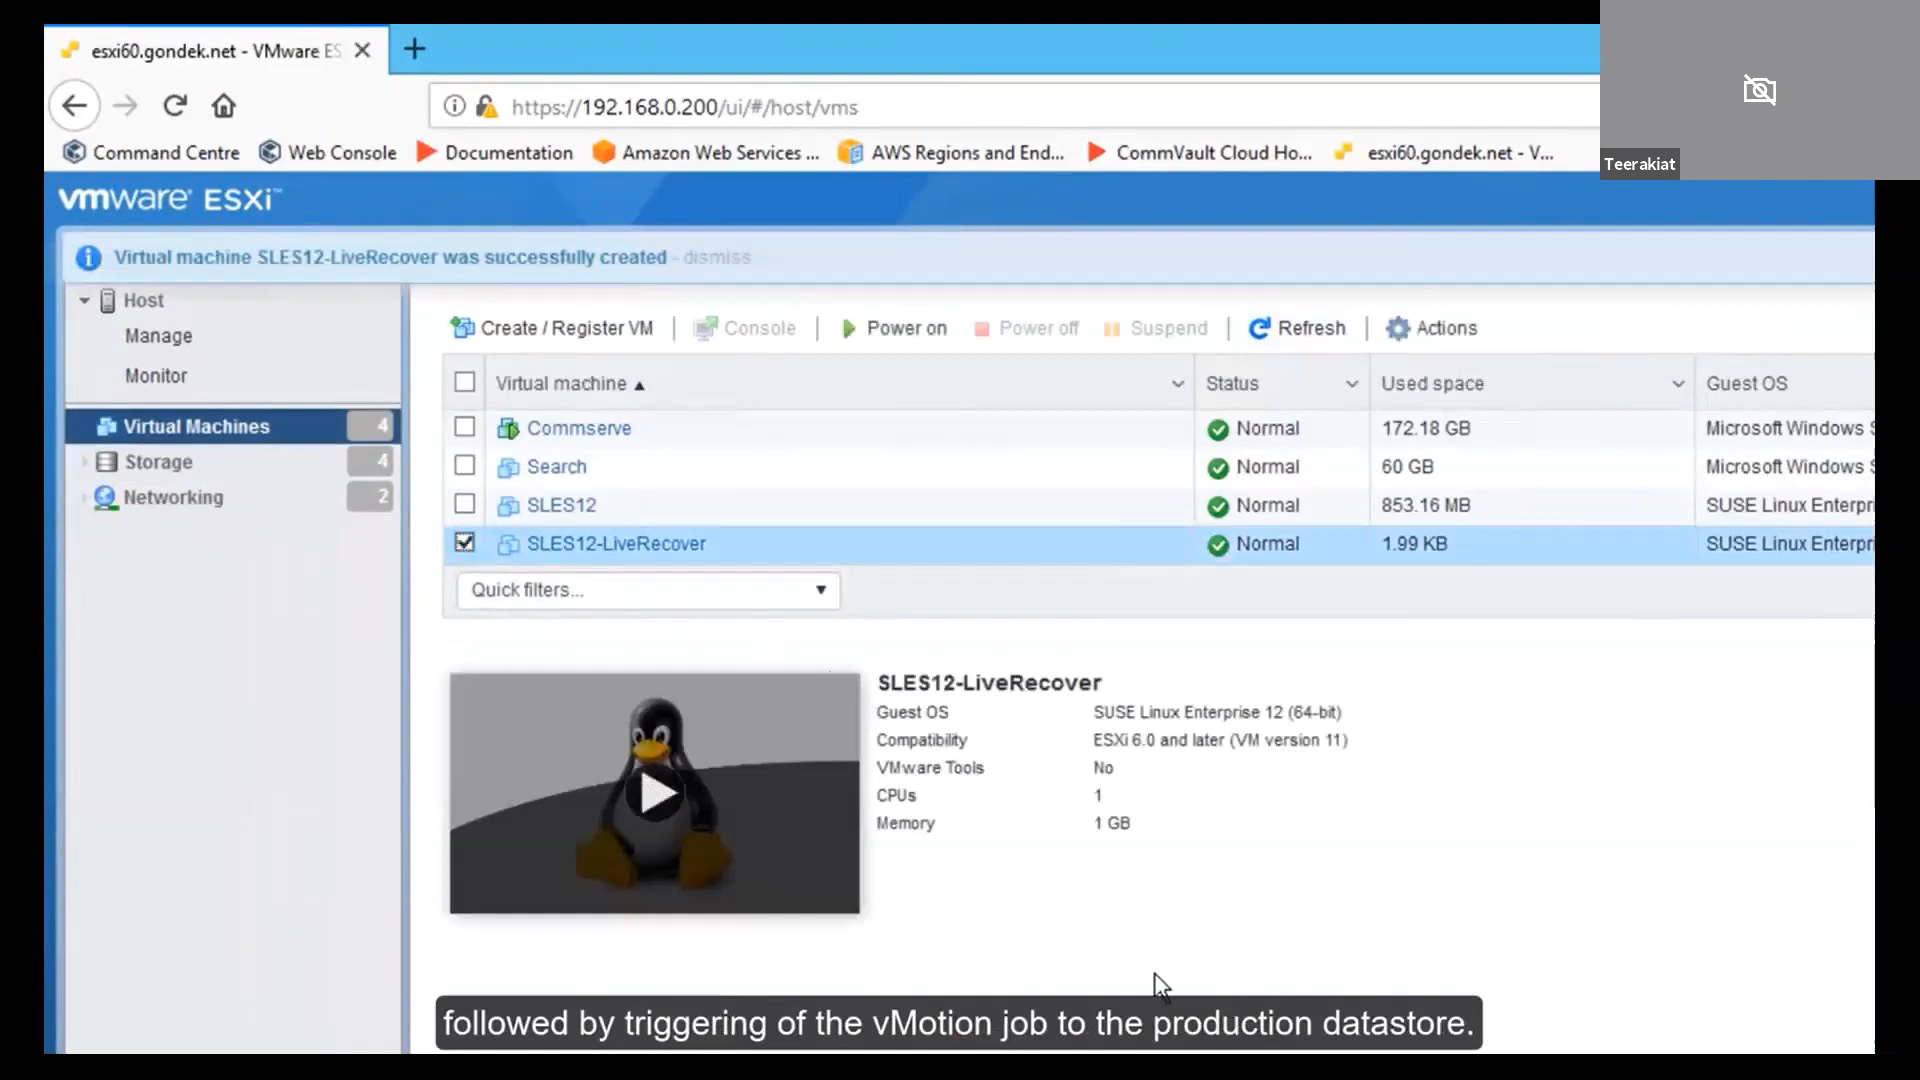 esxi60.gondek.net - VMware ES
Teerakiat
https://192.168.0.200/ui/#/host/vms
Command Centre Web Console Documentation Amazon Web Services ... AWS Regions and End... CommVault Cloud Ho... esxi60.gondek.net - V...
vmware ESXi™
Virtual machine SLES12-LiveRecover was successfully created - dismiss
Host
Manage
Monitor
Virtual Machines 4
Storage 4
Networking 2
Create / Register VM | Console | Power on Power off Suspend | Refresh | Actions
Virtual machine ▲ Status Used space Guest OS
Commserve Normal 172.18 GB Microsoft Windows S
Search Normal 60 GB Microsoft Windows S
SLES12 Normal 853.16 MB SUSE Linux Enterpri
SLES12-LiveRecover Normal 1.99 KB SUSE Linux Enterpri
Quick filters...
SLES12-LiveRecover
Guest OS SUSE Linux Enterprise 12 (64-bit)
Compatibility ESXi 6.0 and later (VM version 11)
VMware Tools No
CPUs 1
Memory 1 GB
followed by triggering of the vMotion job to the production datastore.